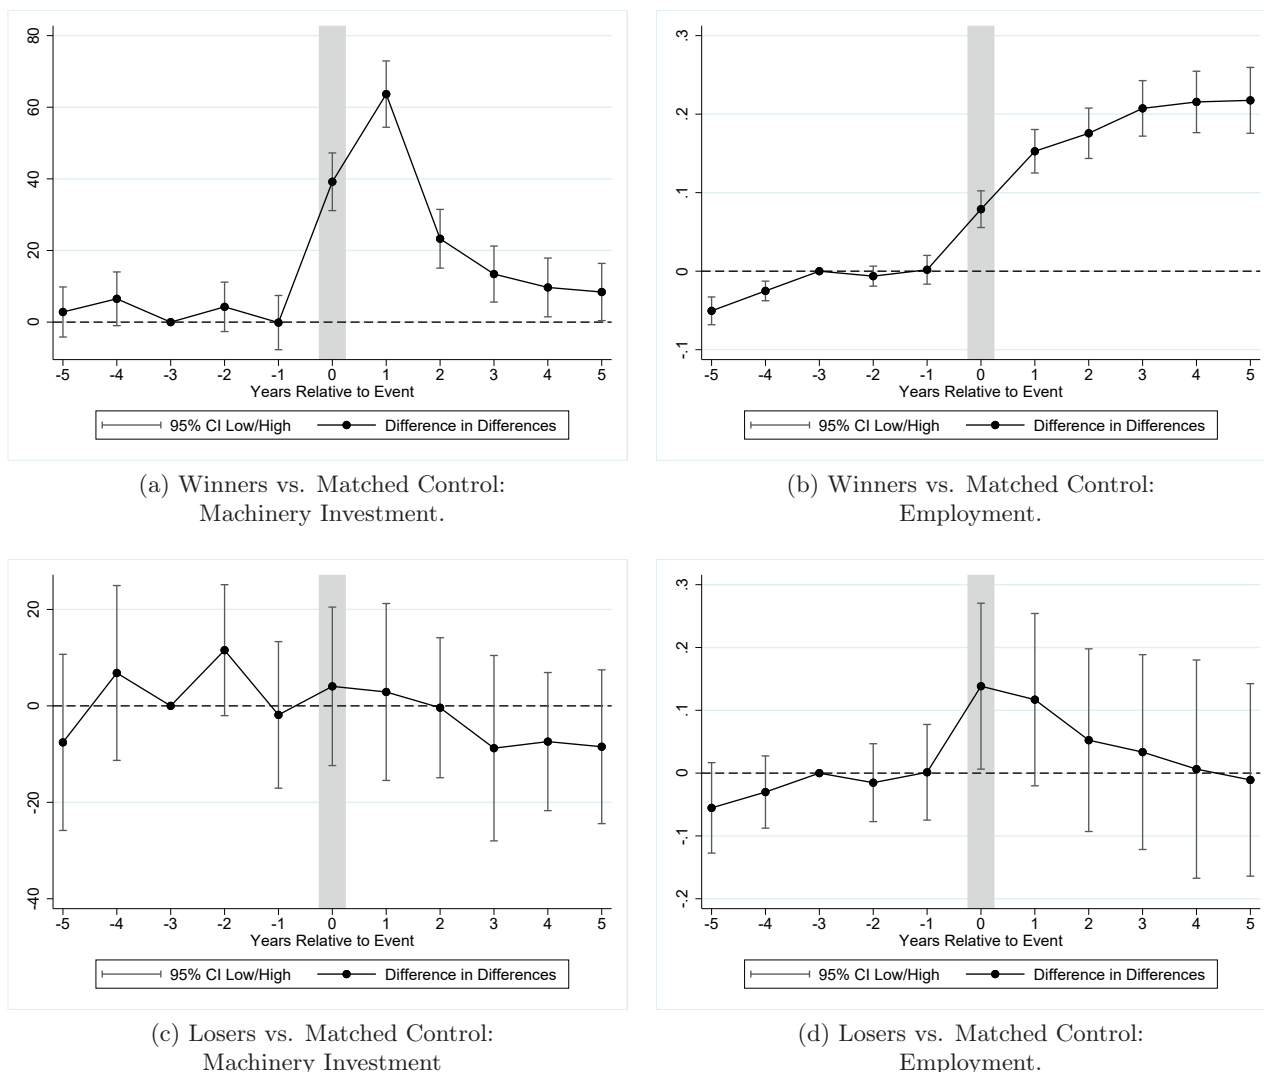 80
60
40
20
0
-5 -4 -3 -2 -1 0 1 2 3 4 5
Years Relative to Event
95% CI Low/High Difference in Differences
(a) Winners vs. Matched Control:
Machinery Investment.
.3
.2
.1
0
-.1
-5 -4 -3 -2 -1 0 1 2 3 4 5
Years Relative to Event
95% CI Low/High Difference in Differences
(b) Winners vs. Matched Control:
Employment.
20
0
-20
-40
-5 -4 -3 -2 -1 0 1 2 3 4 5
Years Relative to Event
95% CI Low/High Difference in Differences
(c) Losers vs. Matched Control:
Machinery Investment
.3
.2
.1
0
-.1
-.2
-5 -4 -3 -2 -1 0 1 2 3 4 5
Years Relative to Event
95% CI Low/High Difference in Differences
(d) Losers vs. Matched Control:
Employment.